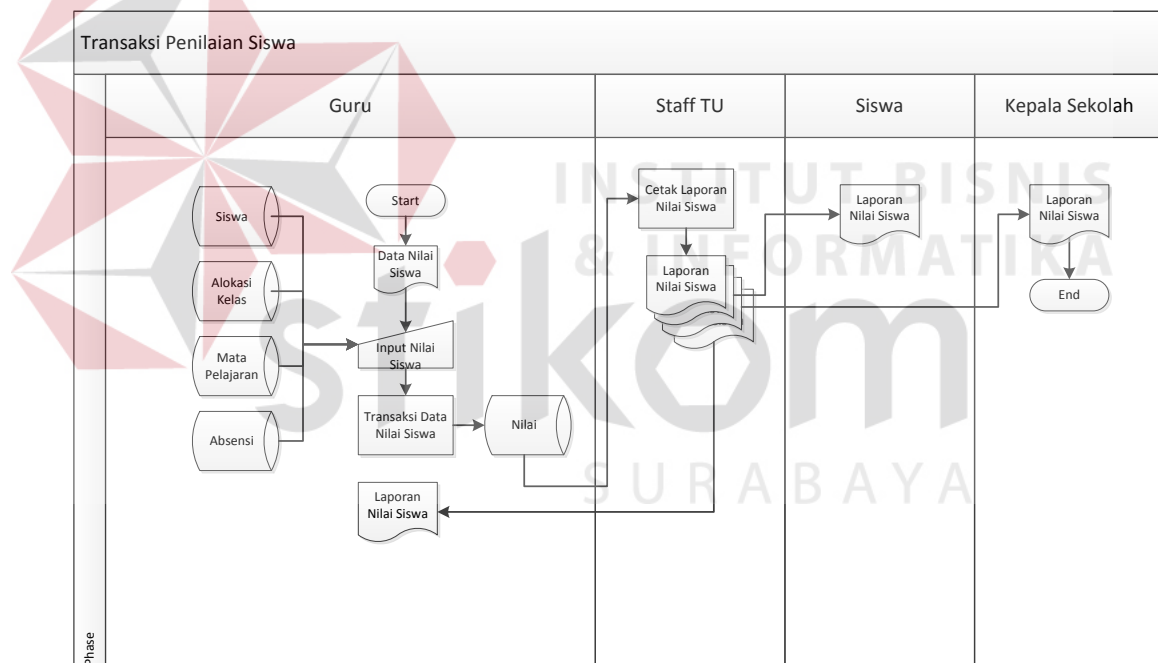 Transaksi Penilaian Siswa
Guru
Staff TU
Siswa
Kepala Sekolah
Phase
Siswa
Alokasi
Kelas
Mata
Pelajaran
Absensi
Start
Data Nilai
Siswa
Input Nilai
Siswa
Transaksi Data
Nilai Siswa
Nilai
Laporan
Nilai Siswa
Cetak Laporan
Nilai Siswa
Laporan
Nilai Siswa
Laporan
Nilai Siswa
Laporan
Nilai Siswa
End
INSTITUT BISNIS
& INFORMATIKA
stikom
SURABAYA